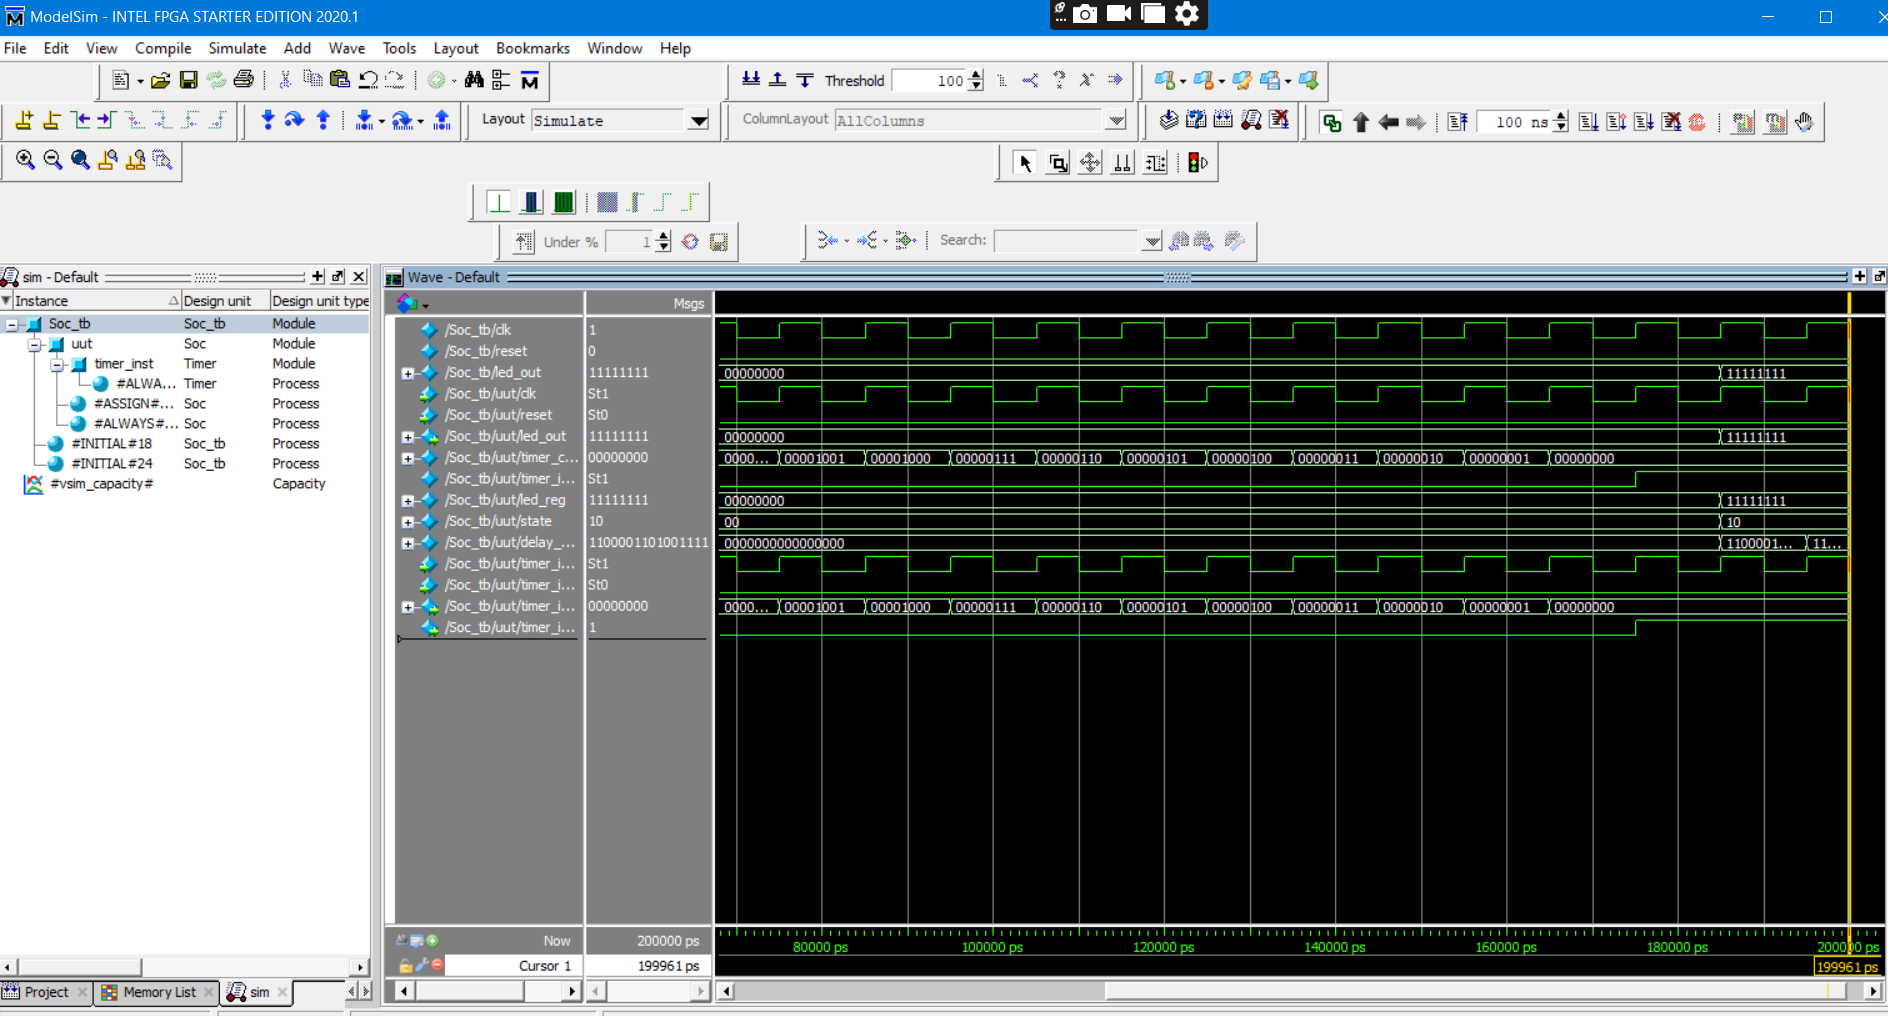 ModelSim - INTEL FPGA STARTER EDITION 2020.1
File Edit View Compile Simulate Add Wave Tools Layout Bookmarks Window Help
Threshold 100
Layout Simulate
ColumnLayout AllColumns
100 ns
Under % 1
Search:
sim - Default
Instance Design unit Design unit type
Soc_tb Soc_tb Module
uut Soc Module
timer_inst Timer Module
#ALWA... Timer Process
#ASSIGN#... Soc Process
#ALWAYS#... Soc Process
#INITIAL#18 Soc_tb Process
#INITIAL#24 Soc_tb Process
#vsim_capacity# Capacity
Project Memory List sim
Wave - Default
Msgs
/Soc_tb/clk 1
/Soc_tb/reset 0
/Soc_tb/led_out 11111111 00000000 11111111
/Soc_tb/uut/clk St1
/Soc_tb/uut/reset St0
/Soc_tb/uut/led_out 11111111 00000000 11111111
/Soc_tb/uut/timer_c... 00000000 0000... 00001001 00001000 00000111 00000110 00000101 00000100 00000011 00000010 00000001 00000000
/Soc_tb/uut/timer_i... St1
/Soc_tb/uut/led_reg 11111111 00000000 11111111
/Soc_tb/uut/state 10 00 10
/Soc_tb/uut/delay_... 1100001101001111 0000000000000000 1100001... 11...
/Soc_tb/uut/timer_i... St1
/Soc_tb/uut/timer_i... St0
/Soc_tb/uut/timer_i... 00000000 0000... 00001001 00001000 00000111 00000110 00000101 00000100 00000011 00000010 00000001 00000000
/Soc_tb/uut/timer_i... 1
Now 200000 ps 80000 ps 100000 ps 120000 ps 140000 ps 160000 ps 180000 ps 200000 ps
Cursor 1 199961 ps 199961 ps